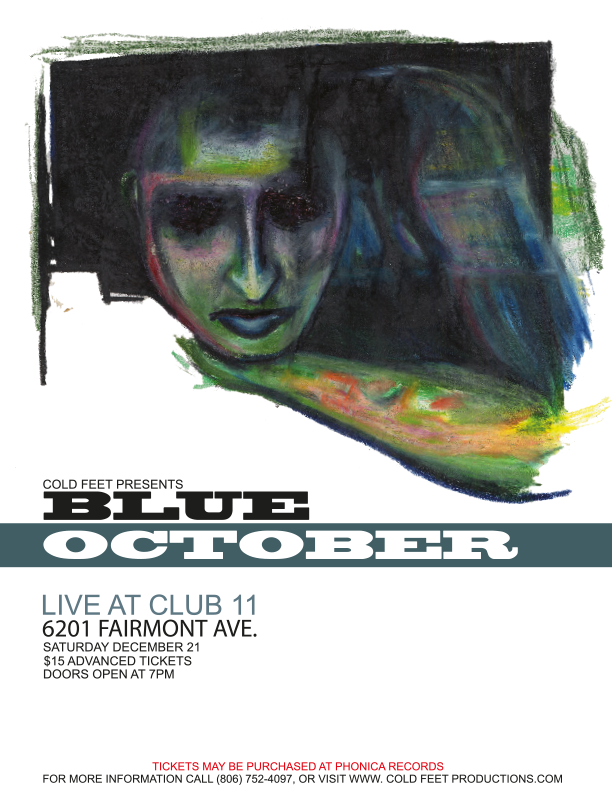 COLD FEET PRESENTS
BLUE
OCTOBER
LIVE AT CLUB 11
6201 FAIRMONT AVE.
SATURDAY DECEMBER 21
$15 ADVANCED TICKETS
DOORS OPEN AT 7PM
TICKETS MAY BE PURCHASED AT PHONICA RECORDS
FOR MORE INFORMATION CALL (806) 752-4097, OR VISIT WWW. COLD FEET PRODUCTIONS.COM